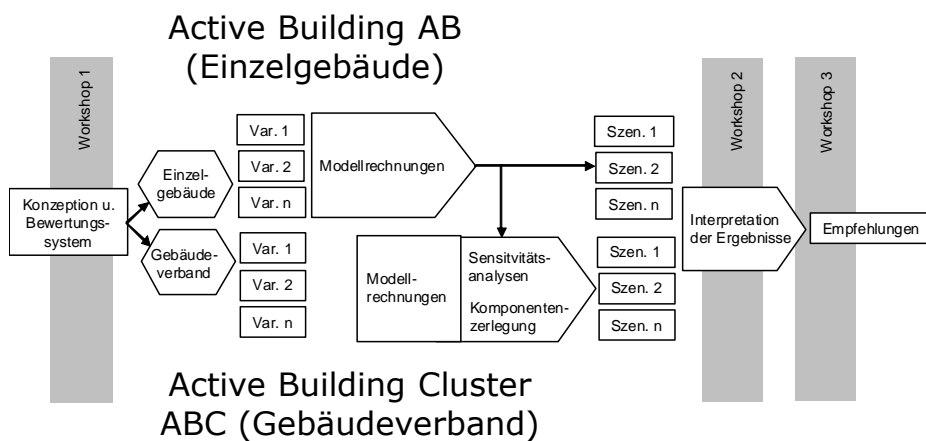 Active Building AB
(Einzelgebäude)
Workshop 1
Workshop 2
Workshop 3
Konzeption u.
Bewertungs-
system
Einzel-
gebäude
Gebäude-
verband
Var. 1
Var. 2
Var. n
Var. 1
Var. 2
Var. n
Modellrechnungen
Modell-
rechnungen
Sensitvitäts-
analysen
Komponenten-
zerlegung
Szen. 1
Szen. 2
Szen. n
Szen. 1
Szen. 2
Szen. n
Interpretation
der Ergebnisse
Empfehlungen
Active Building Cluster
ABC (Gebäudeverband)